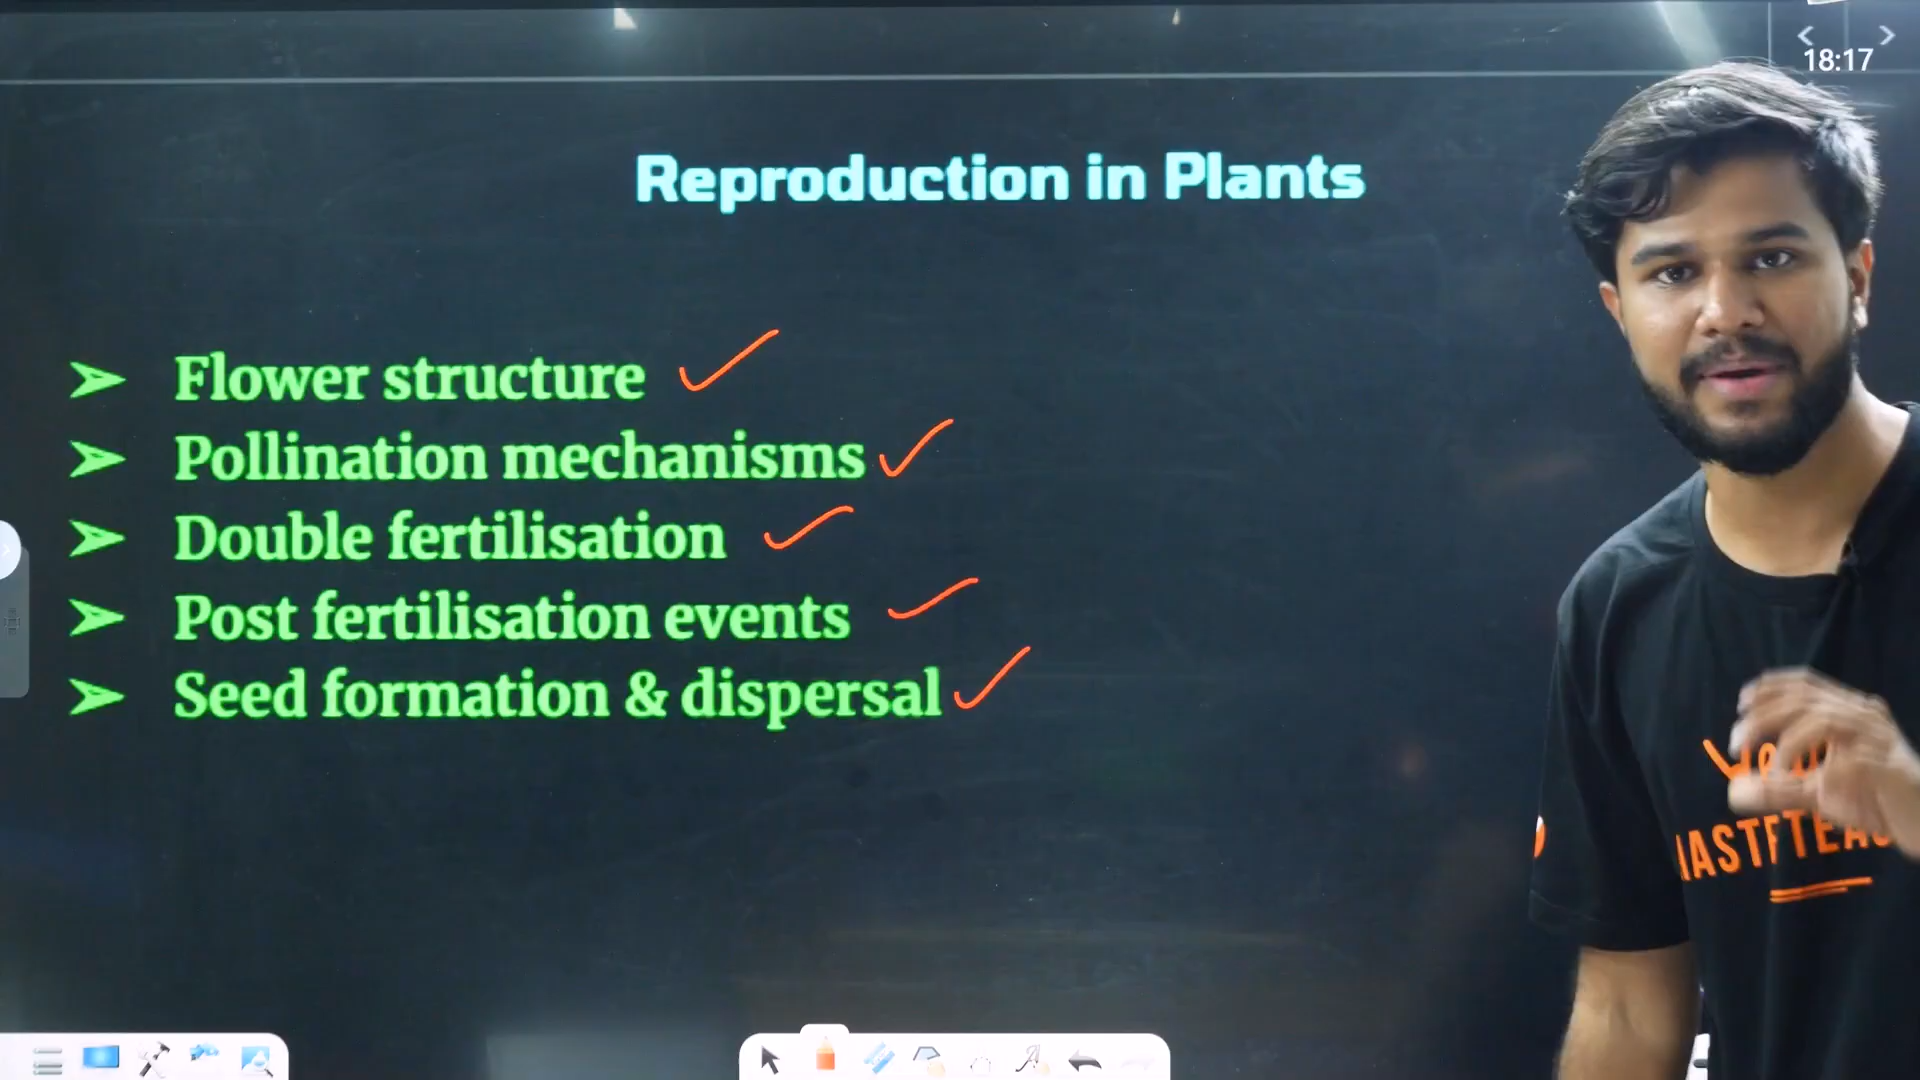 18:17
Reproduction in Plants
Flower structure
Pollination mechanisms
Double fertilisation
Post fertilisation events
Seed formation & dispersal